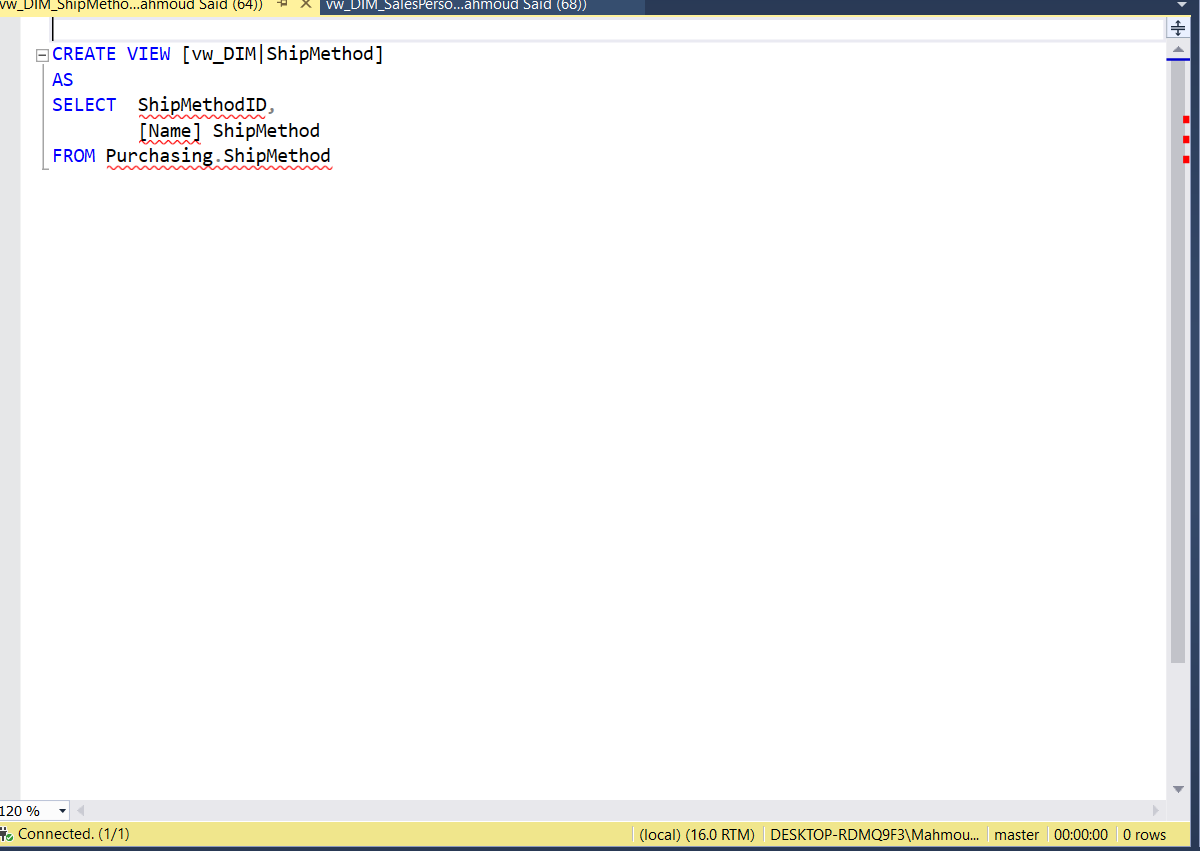 vw_DIM_ShipMetho...ahmoud Said (64)) vw_DIM_SalesPerso...ahmoud Said (68))
CREATE VIEW [vw_DIM|ShipMethod]
AS
SELECT ShipMethodID,
[Name] ShipMethod
FROM Purchasing.ShipMethod
120 %
Connected. (1/1) (local) (16.0 RTM) DESKTOP-RDMQ9F3\Mahmou... master 00:00:00 0 rows